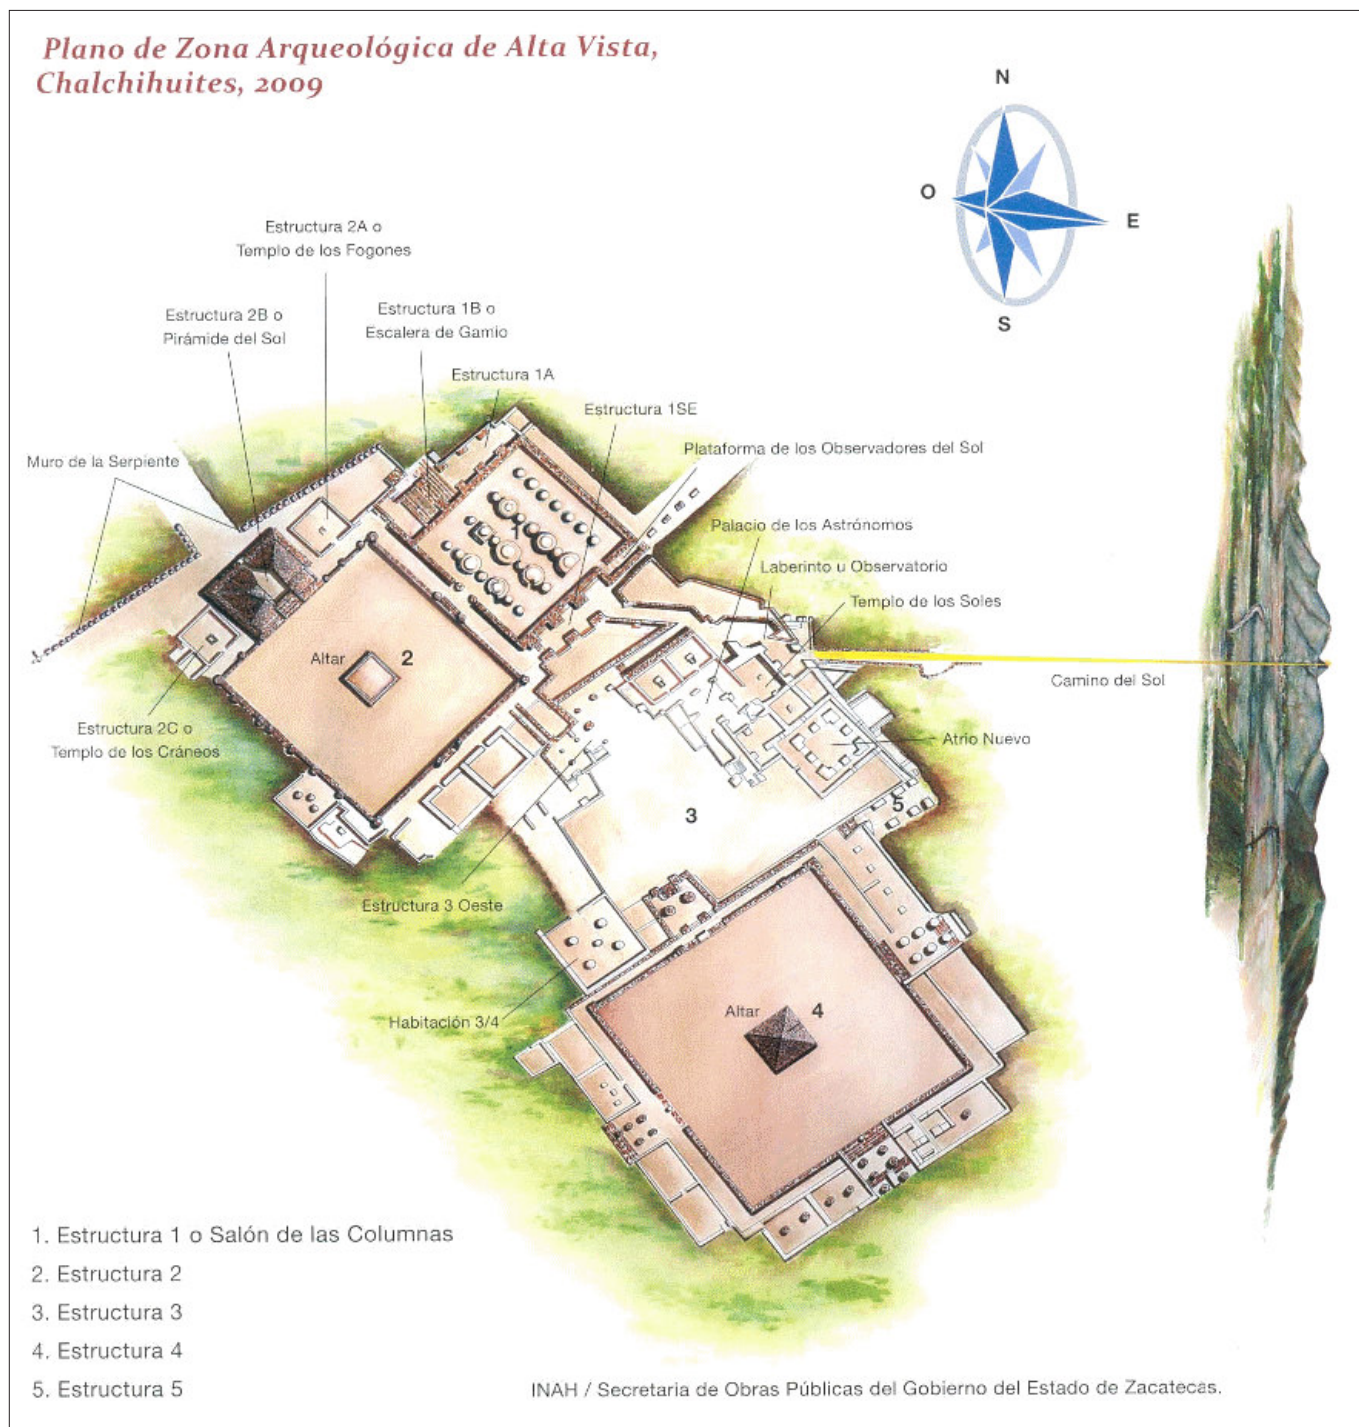 Plano de Zona Arqueológica de Alta Vista,
Chalchihuites, 2009
N
O
E
S
Estructura 2A o
Templo de los Fogones
Estructura 2B o
Pirámide del Sol
Estructura 1B o
Escalera de Gamio
Estructura 1A
Estructura 1SE
Plataforma de los Observadores del Sol
Muro de la Serpiente
Palacio de los Astrónomos
Laberinto u Observatorio
Templo de los Soles
1
Altar
2
Camino del Sol
Estructura 2C o
Templo de los Cráneos
Atrio Nuevo
3
5
Estructura 3 Oeste
Habitación 3/4
Altar
4
1. Estructura 1 o Salón de las Columnas
2. Estructura 2
3. Estructura 3
4. Estructura 4
5. Estructura 5
INAH / Secretaria de Obras Públicas del Gobierno del Estado de Zacatecas.